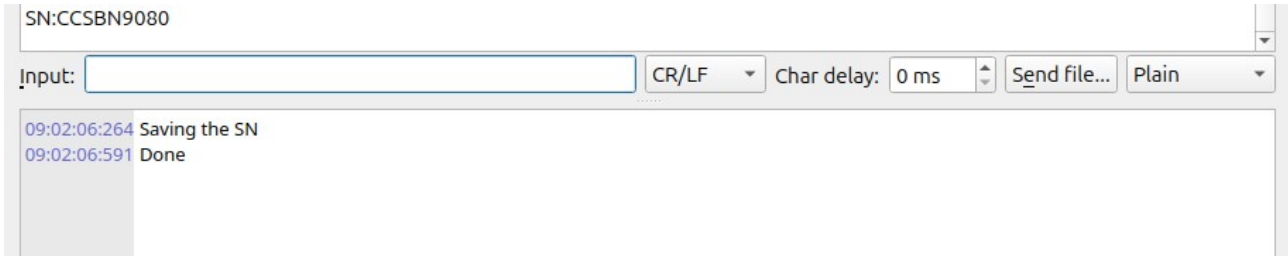 SN:CCSBN9080
Input: CR/LF Char delay: 0 ms Send file... Plain
09:02:06:264 Saving the SN
09:02:06:591 Done